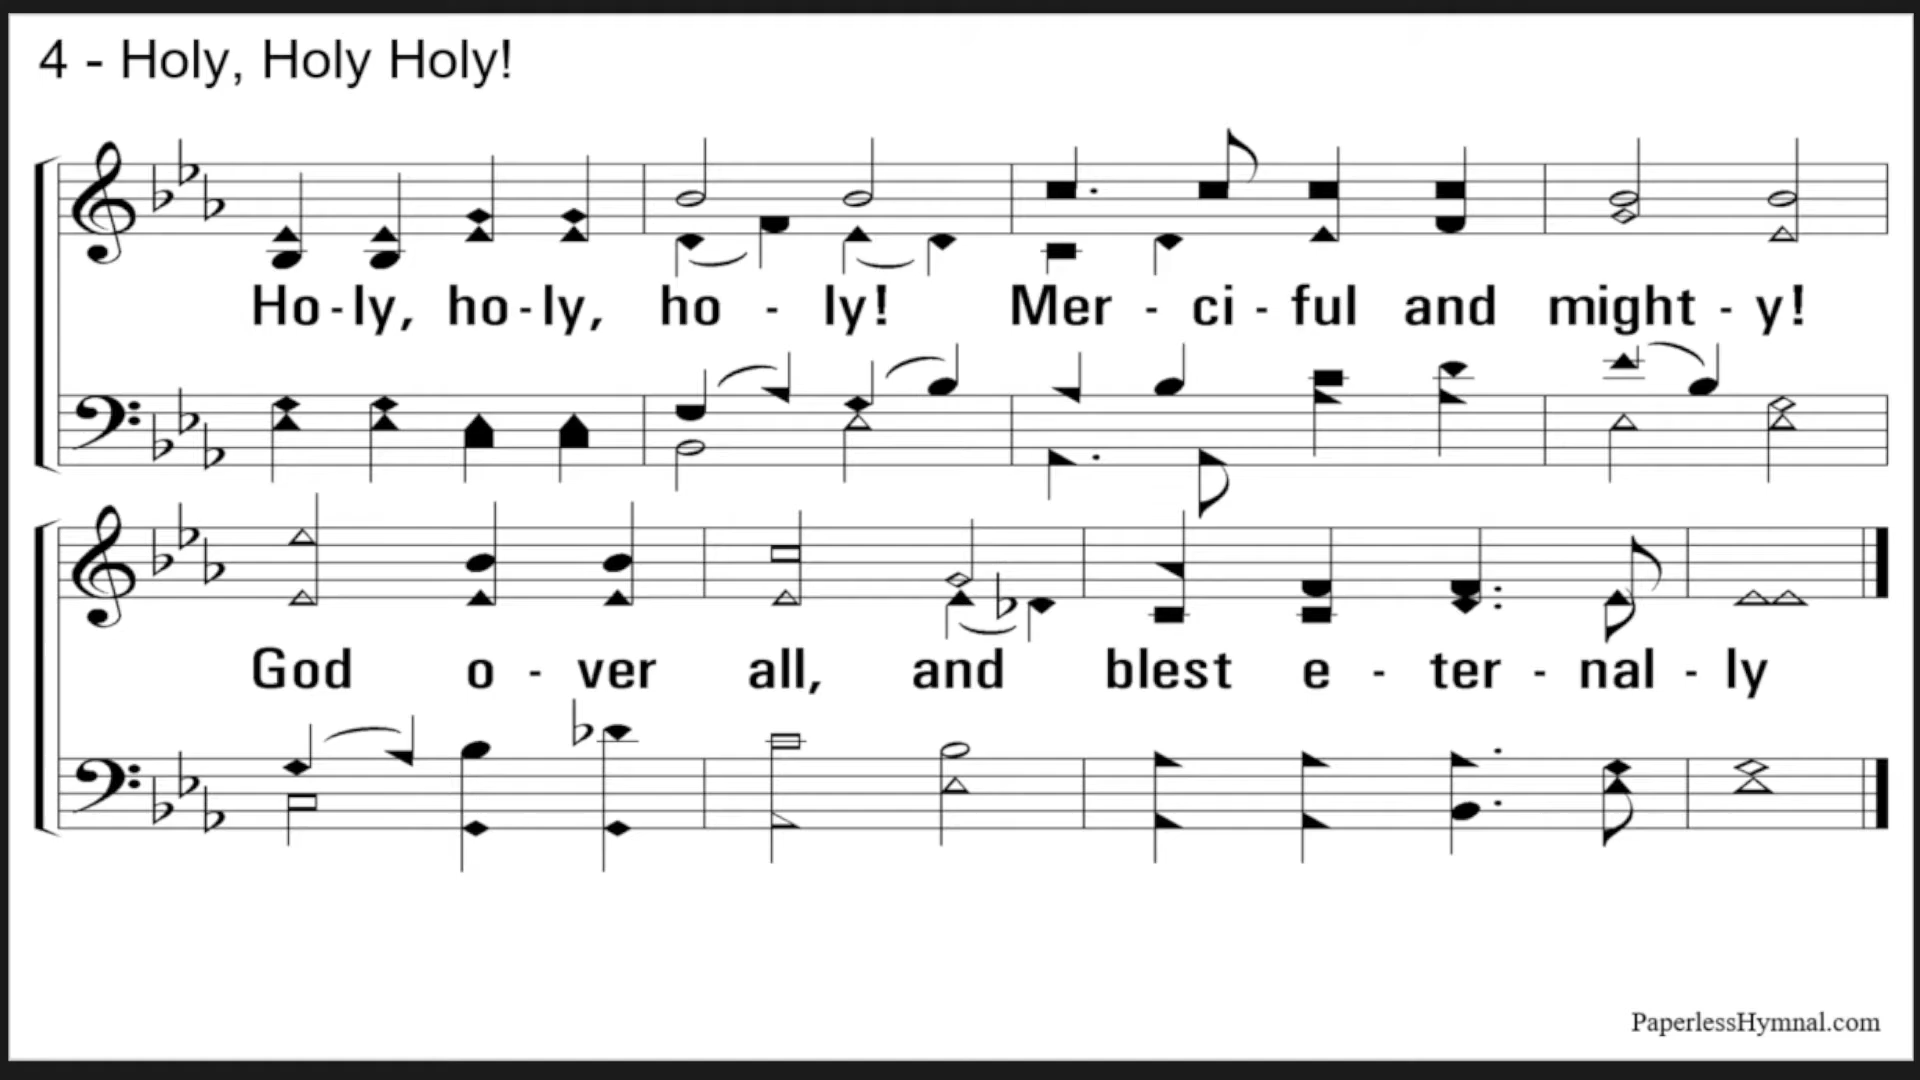 4 - Holy, Holy Holy!
Ho - ly, ho - ly, ho - ly! Mer - ci - ful and might - y!
God o - ver all, and blest e - ter - nal - ly
PaperlessHymnal.com